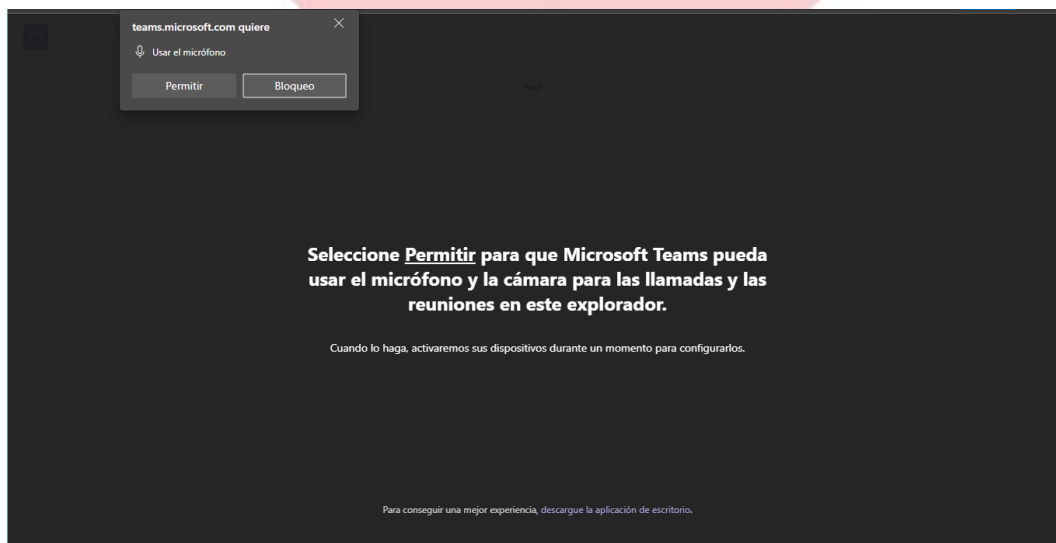 teams.microsoft.com quiere
Usar el micrófono
Permitir
Bloqueo
Seleccione Permitir para que Microsoft Teams pueda
usar el micrófono y la cámara para las llamadas y las
reuniones en este explorador.
Cuando lo haga, activaremos sus dispositivos durante un momento para configurarlos.
Para conseguir una mejor experiencia, descargue la aplicación de escritorio.